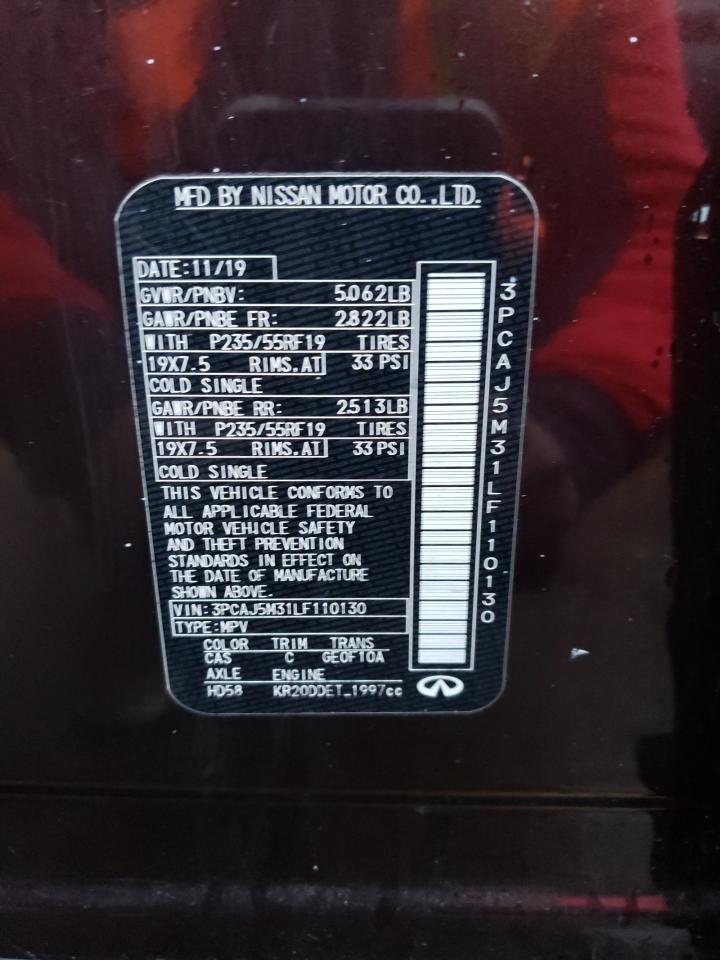 MFD BY NISSAN MOTOR CO.,LTD.
DATE:11/19
GVWR/PNBV: 5062LB
GAWR/PNBE FR: 2822LB
WITH P235/55RF19 TIRES
19X7.5 RIMS.AT 33 PSI
COLD SINGLE
GAWR/PNBE RR: 2513LB
WITH P235/55RF19 TIRES
19X7.5 RIMS.AT 33 PSI
COLD SINGLE
THIS VEHICLE CONFORMS TO
ALL APPLICABLE FEDERAL
MOTOR VEHICLE SAFETY
AND THEFT PREVENTION
STANDARDS IN EFFECT ON
THE DATE OF MANUFACTURE
SHOWN ABOVE.
VIN:3PCAJ5M31LF110130
TYPE:MPV
COLOR TRIM TRANS
CAS C GE0F10A
AXLE ENGINE
HD58 KR20DDET_1997cc
3PCAJ5M31LF110130